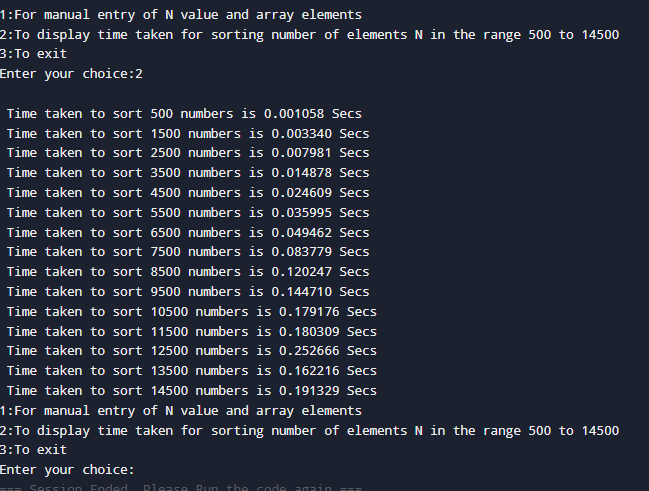 1:For manual entry of N value and array elements
2:To display time taken for sorting number of elements N in the range 500 to 14500
3:To exit
Enter your choice:2
Time taken to sort 500 numbers is 0.001058 Secs
Time taken to sort 1500 numbers is 0.003340 Secs
Time taken to sort 2500 numbers is 0.007981 Secs
Time taken to sort 3500 numbers is 0.014878 Secs
Time taken to sort 4500 numbers is 0.024609 Secs
Time taken to sort 5500 numbers is 0.035995 Secs
Time taken to sort 6500 numbers is 0.049462 Secs
Time taken to sort 7500 numbers is 0.083779 Secs
Time taken to sort 8500 numbers is 0.120247 Secs
Time taken to sort 9500 numbers is 0.144710 Secs
Time taken to sort 10500 numbers is 0.179176 Secs
Time taken to sort 11500 numbers is 0.180309 Secs
Time taken to sort 12500 numbers is 0.252666 Secs
Time taken to sort 13500 numbers is 0.162216 Secs
Time taken to sort 14500 numbers is 0.191329 Secs
1:For manual entry of N value and array elements
2:To display time taken for sorting number of elements N in the range 500 to 14500
3:To exit
Enter your choice:
=== Session Ended. Please Run the code again ===